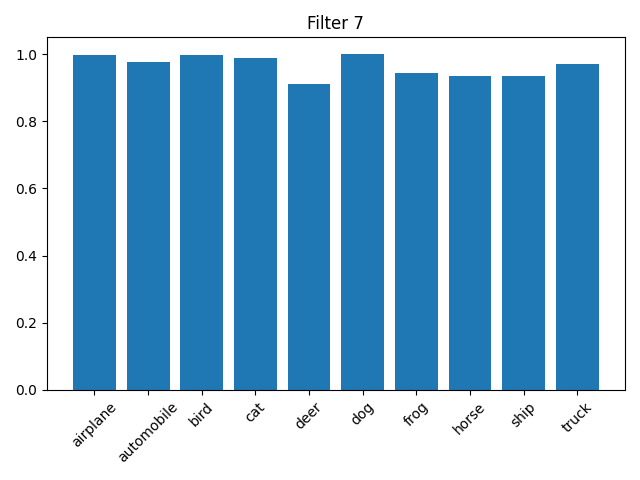 Filter 7
1.0
0.8
0.6
0.4
0.2
0.0
airplane
automobile
bird
cat
deer
dog
frog
horse
ship
truck